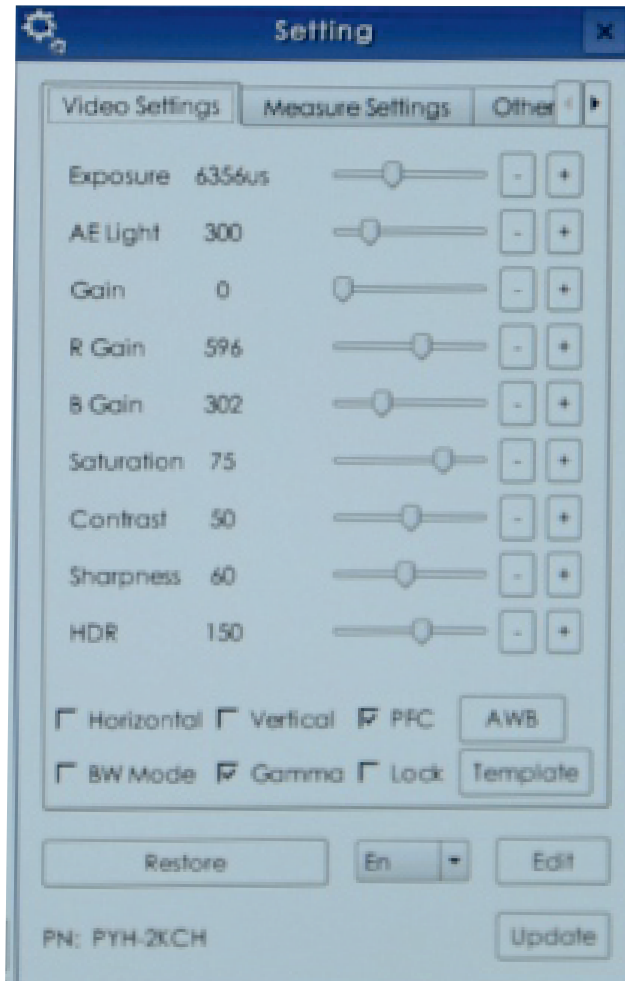 Setting
Video Settings Measure Settings Other
Exposure 6356us - +
AE Light 300 - +
Gain 0 - +
R Gain 596 - +
B Gain 302 - +
Saturation 75 - +
Contrast 50 - +
Sharpness 60 - +
HDR 150 - +
Horizontal Vertical PFC AWB
BW Mode Gamma Lock Template
Restore En Edit
PN: PYH-2KCH Update